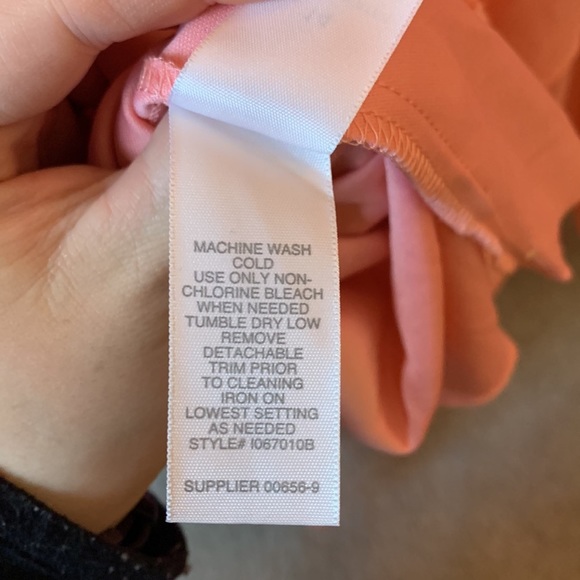 MACHINE WASH
COLD
USE ONLY NON-
CHLORINE BLEACH
WHEN NEEDED
TUMBLE DRY LOW
REMOVE
DETACHABLE
TRIM PRIOR
TO CLEANING
IRON ON
LOWEST SETTING
AS NEEDED
STYLE# I067010B
SUPPLIER 00656-9